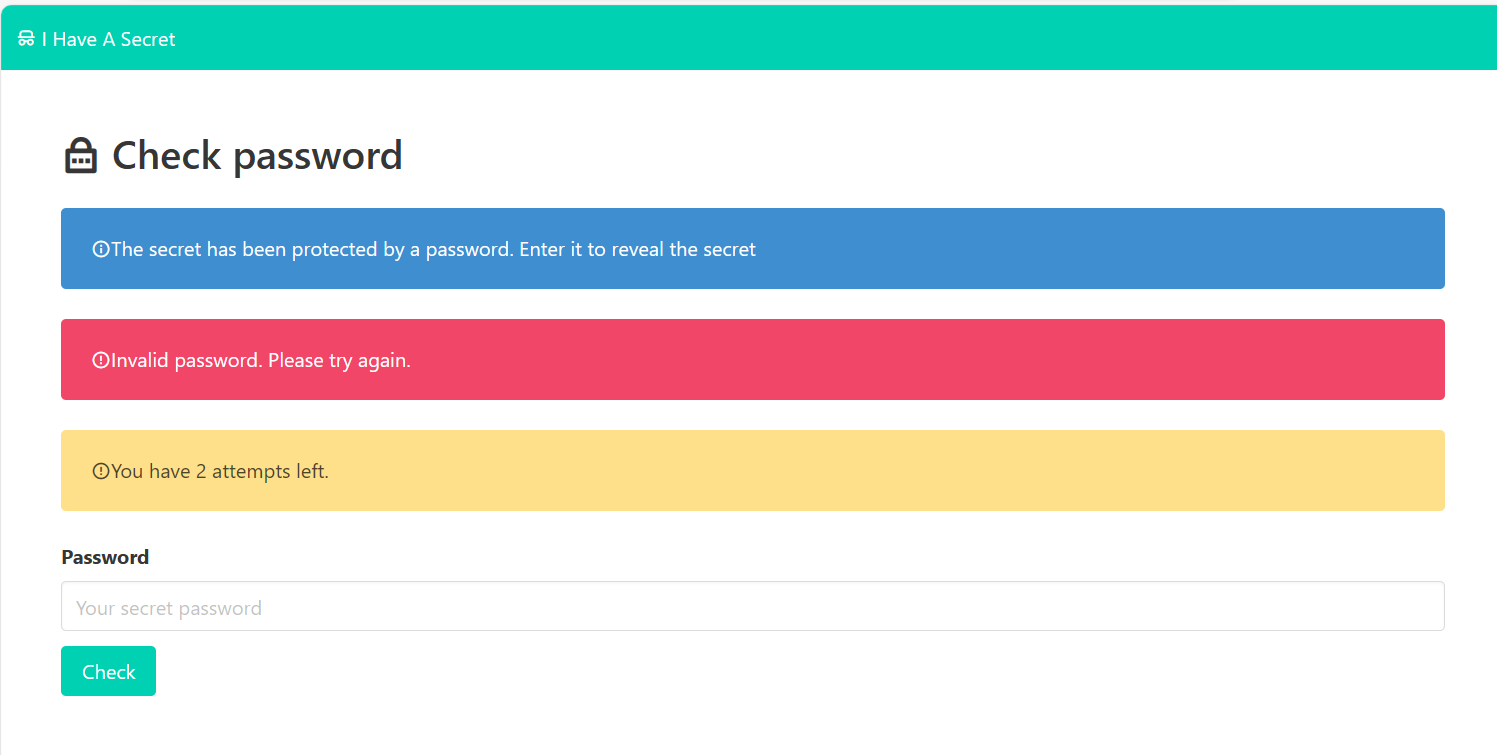 I Have A Secret
Check password
The secret has been protected by a password. Enter it to reveal the secret
Invalid password. Please try again.
You have 2 attempts left.
Password
Your secret password
Check